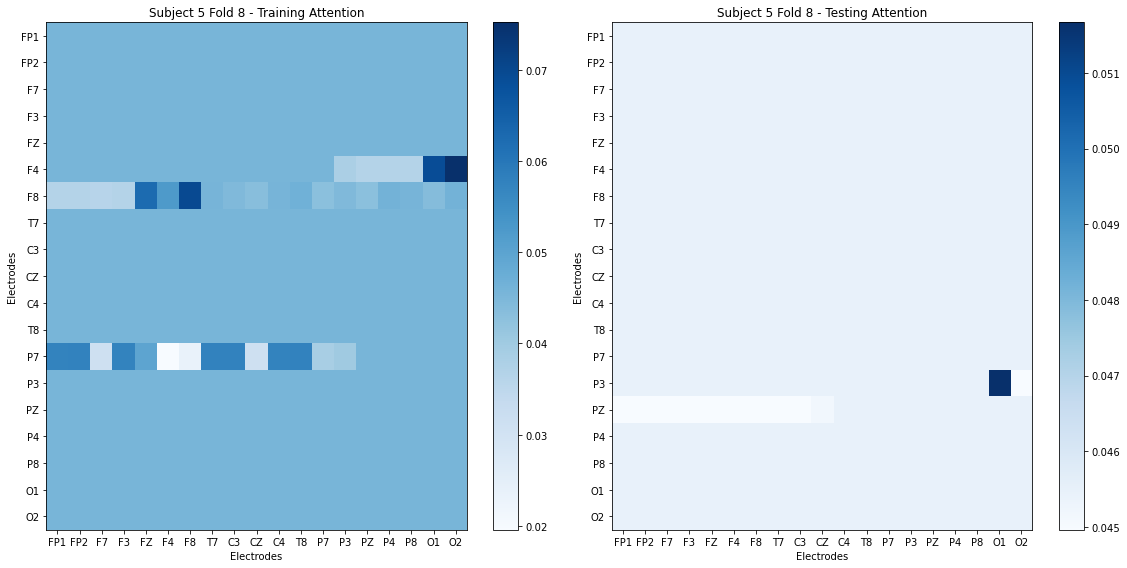 Subject 5 Fold 8 - Training Attention
Electrodes
FP1
FP2
F7
F3
FZ
F4
F8
T7
C3
CZ
C4
T8
P7
P3
PZ
P4
P8
O1
O2
FP1 FP2 F7 F3 FZ F4 F8 T7 C3 CZ C4 T8 P7 P3 PZ P4 P8 O1 O2
Electrodes
0.07
0.06
0.05
0.04
0.03
0.02
Subject 5 Fold 8 - Testing Attention
Electrodes
FP1
FP2
F7
F3
FZ
F4
F8
T7
C3
CZ
C4
T8
P7
P3
PZ
P4
P8
O1
O2
FP1 FP2 F7 F3 FZ F4 F8 T7 C3 CZ C4 T8 P7 P3 PZ P4 P8 O1 O2
Electrodes
0.051
0.050
0.049
0.048
0.047
0.046
0.045